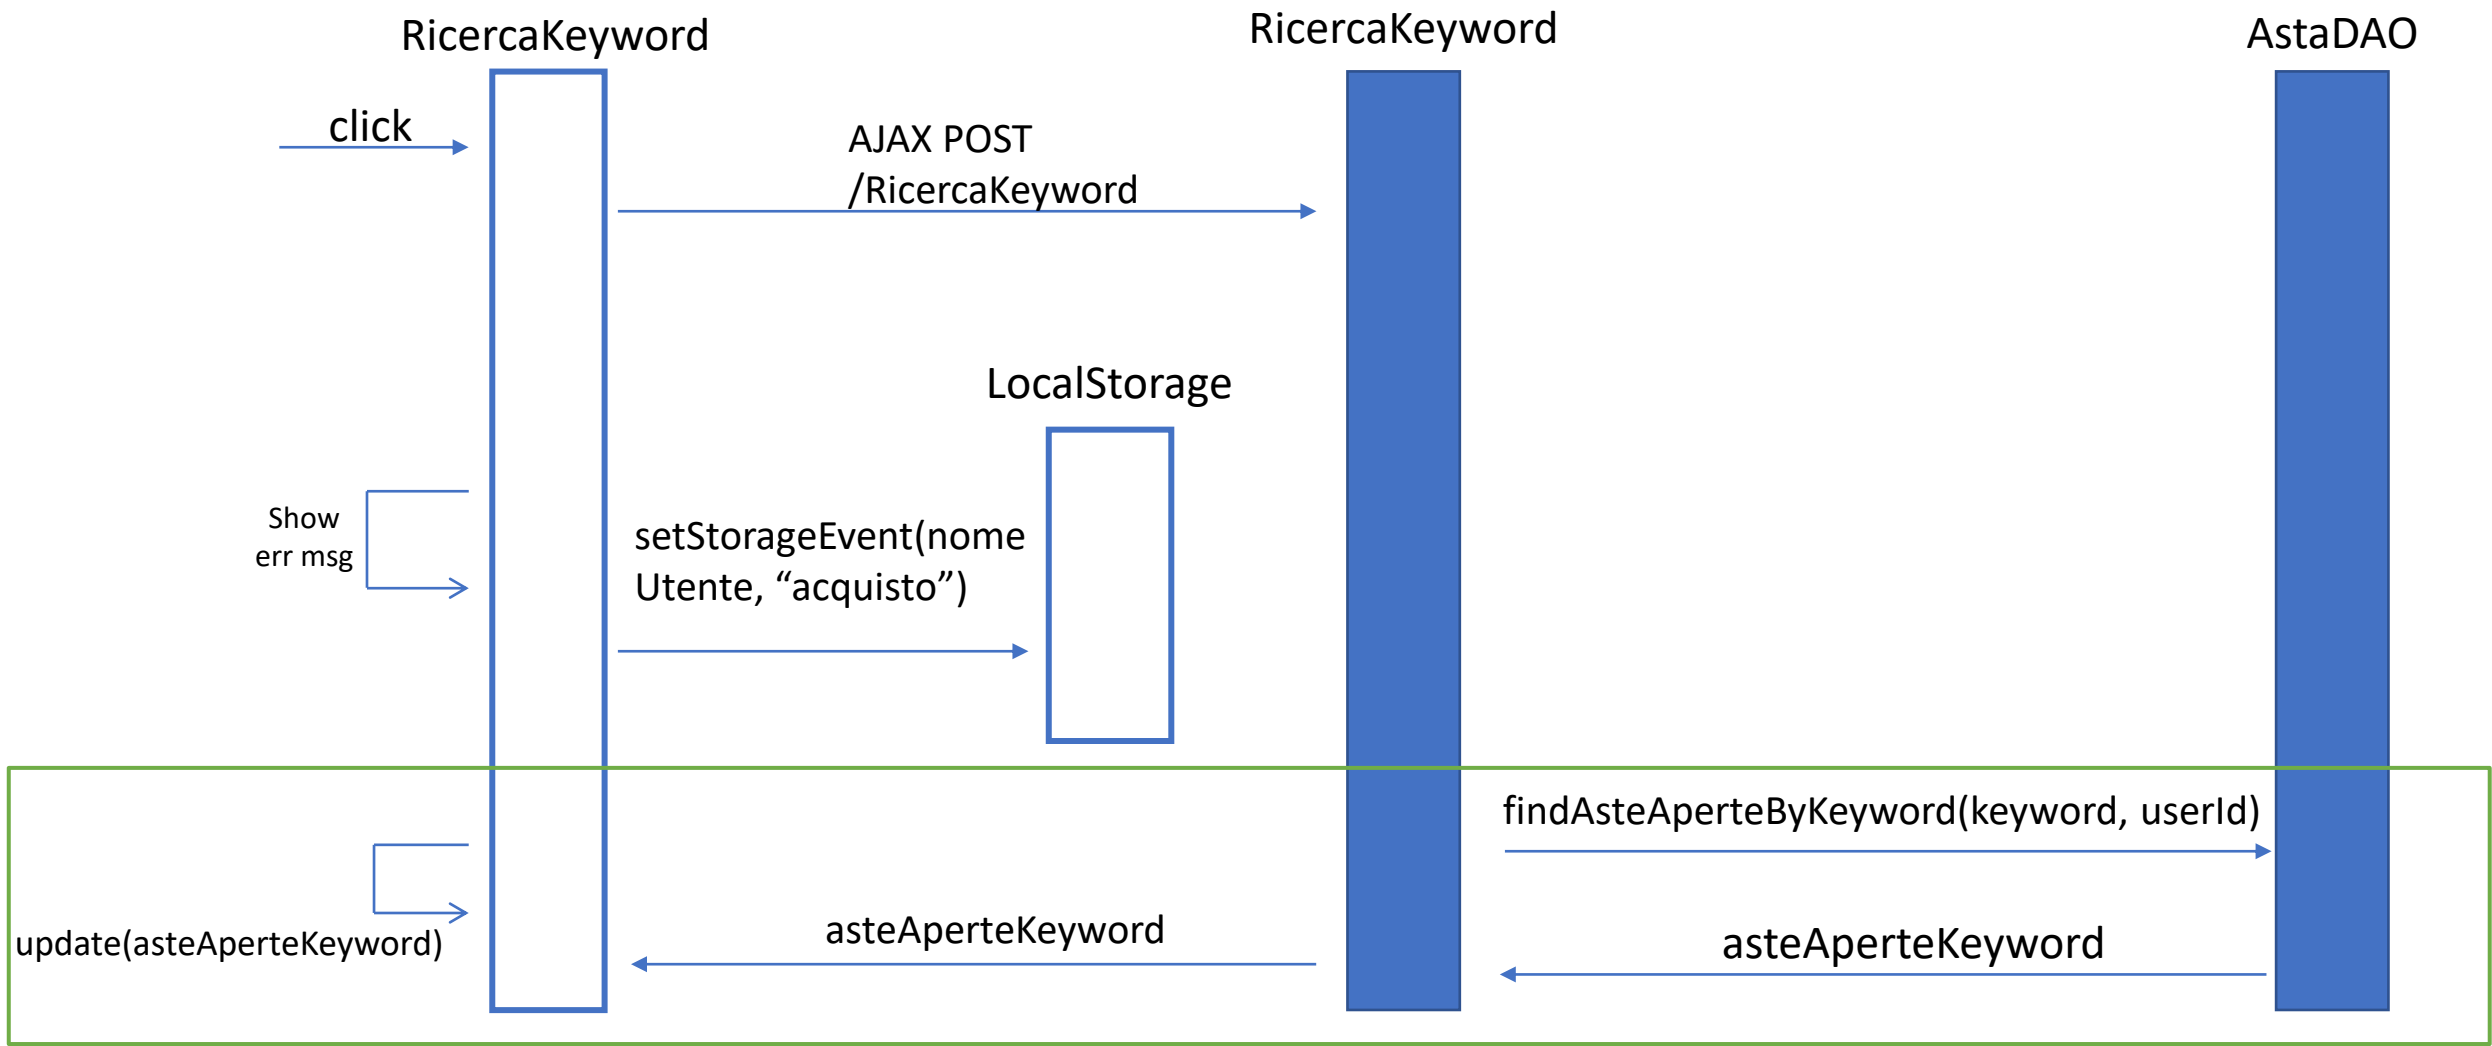 RicercaKeyword
RicercaKeyword
AstaDAO
click
AJAX POST
/RicercaKeyword
LocalStorage
Show
err msg
setStorageEvent(nome
Utente, “acquisto”)
findAsteAperteByKeyword(keyword, userId)
update(asteAperteKeyword)
asteAperteKeyword
asteAperteKeyword